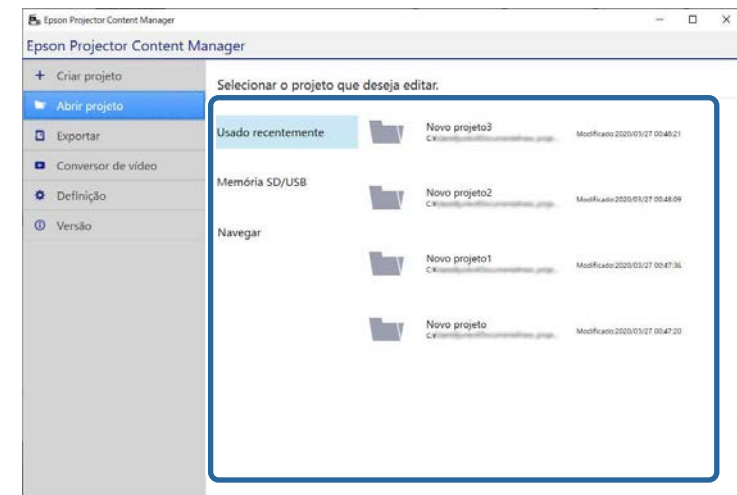 Epson Projector Content Manager
Epson Projector Content Manager
Criar projeto
Abrir projeto
Exportar
Conversor de vídeo
Definição
Versão
Selecionar o projeto que deseja editar.
Usado recentemente
Memória SD/USB
Navegar
Novo projeto3
Modificado:2020/03/27 00:48:21
Novo projeto2
Modificado:2020/03/27 00:48:09
Novo projeto1
Modificado:2020/03/27 00:47:36
Novo projeto
Modificado:2020/03/27 00:47:20